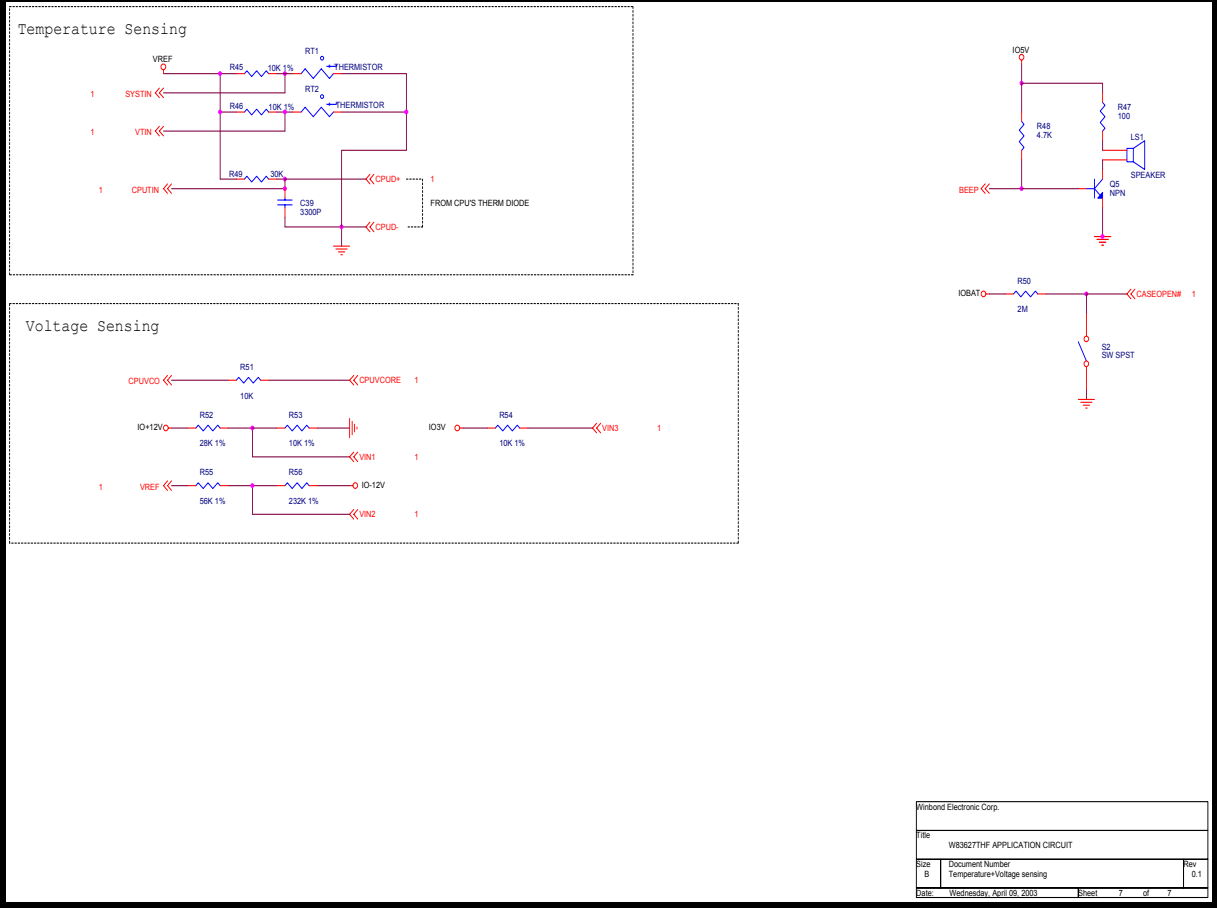 Temperature Sensing
VREF
RT1
R45
10K 1%
THERMISTOR
1
SYSTIN
RT2
R46
10K 1%
THERMISTOR
1
VTIN
R49
30K
CPUD+
1
1
CPUTIN
C39
3300P
FROM CPU'S THERM DIODE
CPUD-
IO5V
R47
100
R48
4.7K
LS1
SPEAKER
BEEP
Q5
NPN
R50
IOBAT
2M
CASEOPEN#
1
S2
SW SPST
Voltage Sensing
R51
CPUVCO
CPUVCORE
1
10K
R52
R53
R54
IO+12V
IO3V
VIN3
1
28K 1%
10K 1%
10K 1%
VIN1
1
R55
R56
1
VREF
IO-12V
56K 1%
232K 1%
VIN2
1
Winbond Electronic Corp.
Title
W83627THF APPLICATION CIRCUIT
Size
Document Number
Rev
B
Temperature+Voltage sensing
0.1
Date:
Wednesday, April 09, 2003
Sheet
7
of
7